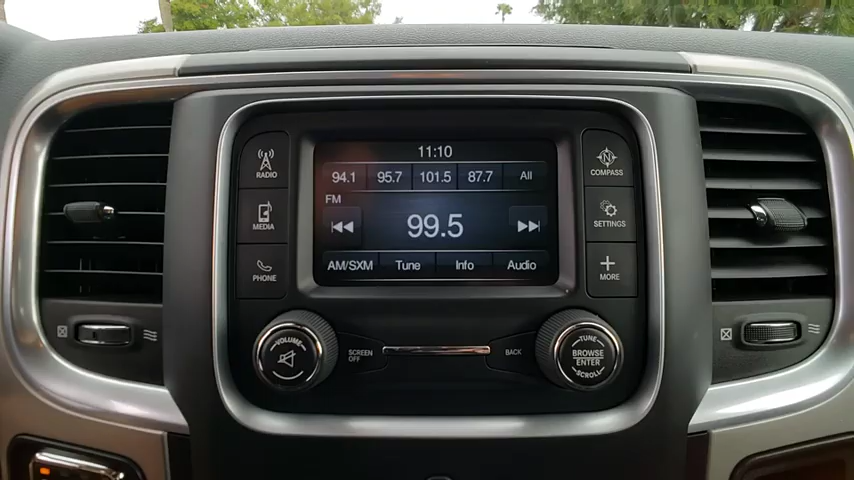 11:10
94.1 95.7 101.5 87.7 All
FM
99.5
AM/SXM Tune Info Audio
RADIO
MEDIA
PHONE
N
COMPASS
SETTINGS
MORE
VOLUME
SCREEN
OFF
BACK
TUNE
BROWSE
ENTER
SCROLL